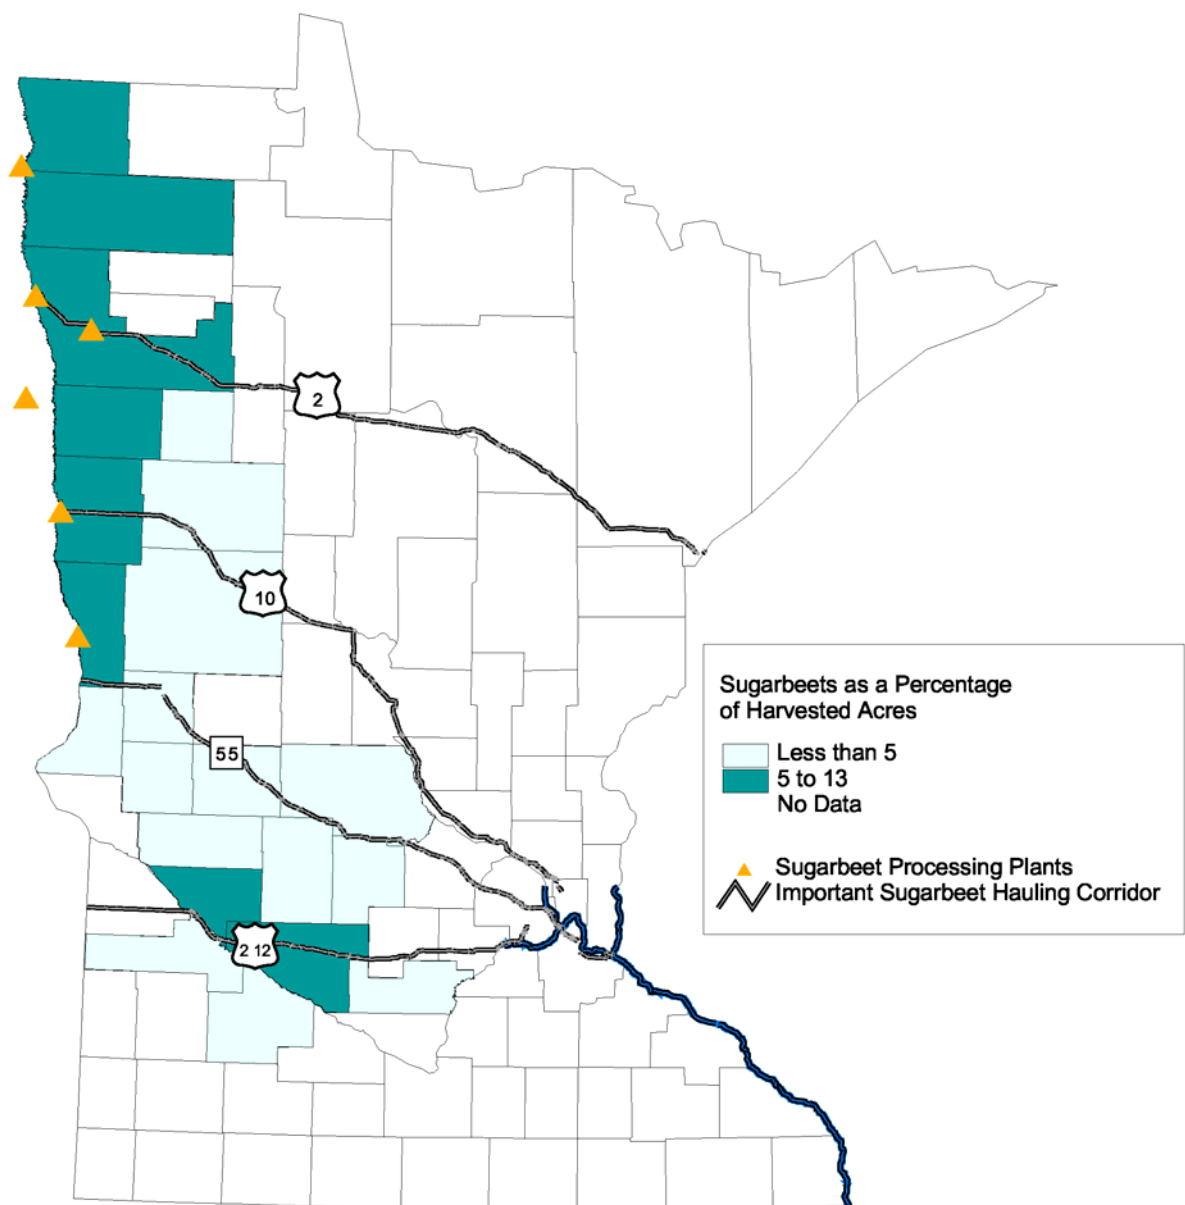 2
10
55
2 12
Sugarbeets as a Percentage
of Harvested Acres
Less than 5
5 to 13
No Data
Sugarbeet Processing Plants
Important Sugarbeet Hauling Corridor